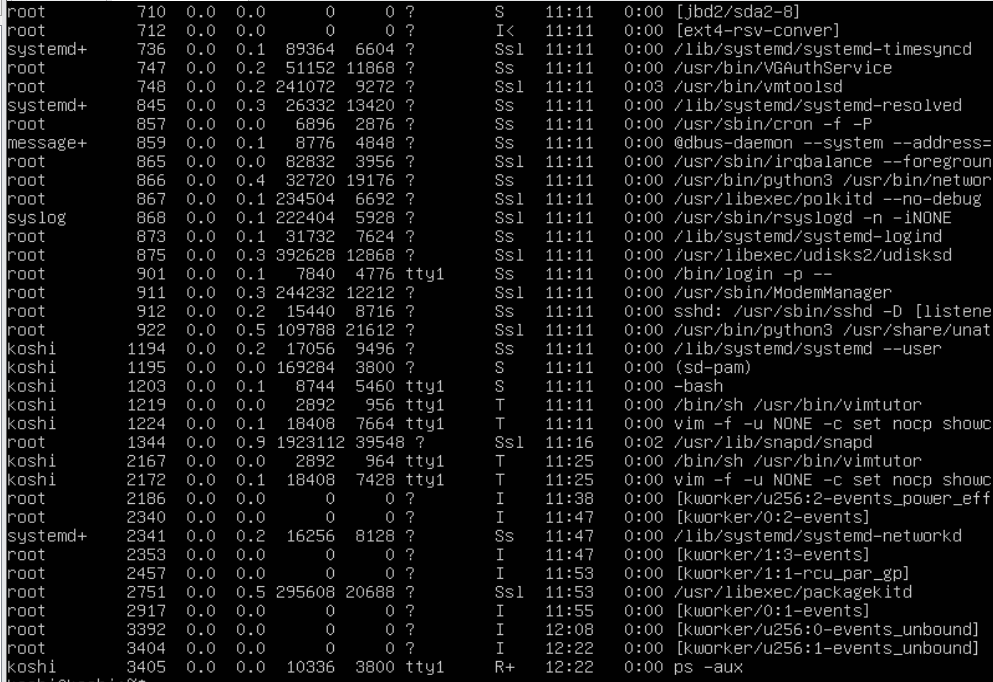 root 710 0.0 0.0 0 0 ? S 11:11 0:00 [jbd2/sda2-8]
root 712 0.0 0.0 0 0 ? I< 11:11 0:00 [ext4-rsv-conver]
systemd+ 736 0.0 0.1 89364 6604 ? Ssl 11:11 0:00 /lib/systemd/systemd-timesyncd
root 747 0.0 0.2 51152 11868 ? Ss 11:11 0:00 /usr/bin/VGAuthService
root 748 0.0 0.2 241072 9272 ? Ssl 11:11 0:03 /usr/bin/vmtoolsd
systemd+ 845 0.0 0.3 26332 13420 ? Ss 11:11 0:00 /lib/systemd/systemd-resolved
root 857 0.0 0.0 6896 2876 ? Ss 11:11 0:00 /usr/sbin/cron -f -P
message+ 859 0.0 0.1 8776 4848 ? Ss 11:11 0:00 @dbus-daemon --system --address=
root 865 0.0 0.0 82832 3956 ? Ssl 11:11 0:00 /usr/sbin/irqbalance --foregroun
root 866 0.0 0.4 32720 19176 ? Ss 11:11 0:00 /usr/bin/python3 /usr/bin/networ
root 867 0.0 0.1 234504 6692 ? Ssl 11:11 0:00 /usr/libexec/polkitd --no-debug
syslog 868 0.0 0.1 222404 5928 ? Ssl 11:11 0:00 /usr/sbin/rsyslogd -n -iNONE
root 873 0.0 0.1 31732 7624 ? Ss 11:11 0:00 /lib/systemd/systemd-logind
root 875 0.0 0.3 392628 12868 ? Ssl 11:11 0:00 /usr/libexec/udisks2/udisksd
root 901 0.0 0.1 7840 4776 tty1 Ss 11:11 0:00 /bin/login -p --
root 911 0.0 0.3 244232 12212 ? Ssl 11:11 0:00 /usr/sbin/ModemManager
root 912 0.0 0.2 15440 8716 ? Ss 11:11 0:00 sshd: /usr/sbin/sshd -D [listene
root 922 0.0 0.5 109788 21612 ? Ssl 11:11 0:00 /usr/bin/python3 /usr/share/unat
koshi 1194 0.0 0.2 17056 9496 ? Ss 11:11 0:00 /lib/systemd/systemd --user
koshi 1195 0.0 0.0 169284 3800 ? S 11:11 0:00 (sd-pam)
koshi 1203 0.0 0.1 8744 5460 tty1 S 11:11 0:00 -bash
koshi 1219 0.0 0.0 2892 956 tty1 T 11:11 0:00 /bin/sh /usr/bin/vimtutor
koshi 1224 0.0 0.1 18408 7664 tty1 T 11:11 0:00 vim -f -u NONE -c set nocp showc
root 1344 0.0 0.9 1923112 39548 ? Ssl 11:16 0:02 /usr/lib/snapd/snapd
koshi 2167 0.0 0.0 2892 964 tty1 T 11:25 0:00 /bin/sh /usr/bin/vimtutor
koshi 2172 0.0 0.1 18408 7428 tty1 T 11:25 0:00 vim -f -u NONE -c set nocp showc
root 2186 0.0 0.0 0 0 ? I 11:38 0:00 [kworker/u256:2-events_power_eff
root 2340 0.0 0.0 0 0 ? I 11:47 0:00 [kworker/0:2-events]
systemd+ 2341 0.0 0.2 16256 8128 ? Ss 11:47 0:00 /lib/systemd/systemd-networkd
root 2353 0.0 0.0 0 0 ? I 11:47 0:00 [kworker/1:3-events]
root 2457 0.0 0.0 0 0 ? I 11:53 0:00 [kworker/1:1-rcu_par_gp]
root 2751 0.0 0.5 295608 20688 ? Ssl 11:53 0:00 /usr/libexec/packagekitd
root 2917 0.0 0.0 0 0 ? I 11:55 0:00 [kworker/0:1-events]
root 3392 0.0 0.0 0 0 ? I 12:08 0:00 [kworker/u256:0-events_unbound]
root 3404 0.0 0.0 0 0 ? I 12:22 0:00 [kworker/u256:1-events_unbound]
koshi 3405 0.0 0.0 10336 3800 tty1 R+ 12:22 0:00 ps -aux